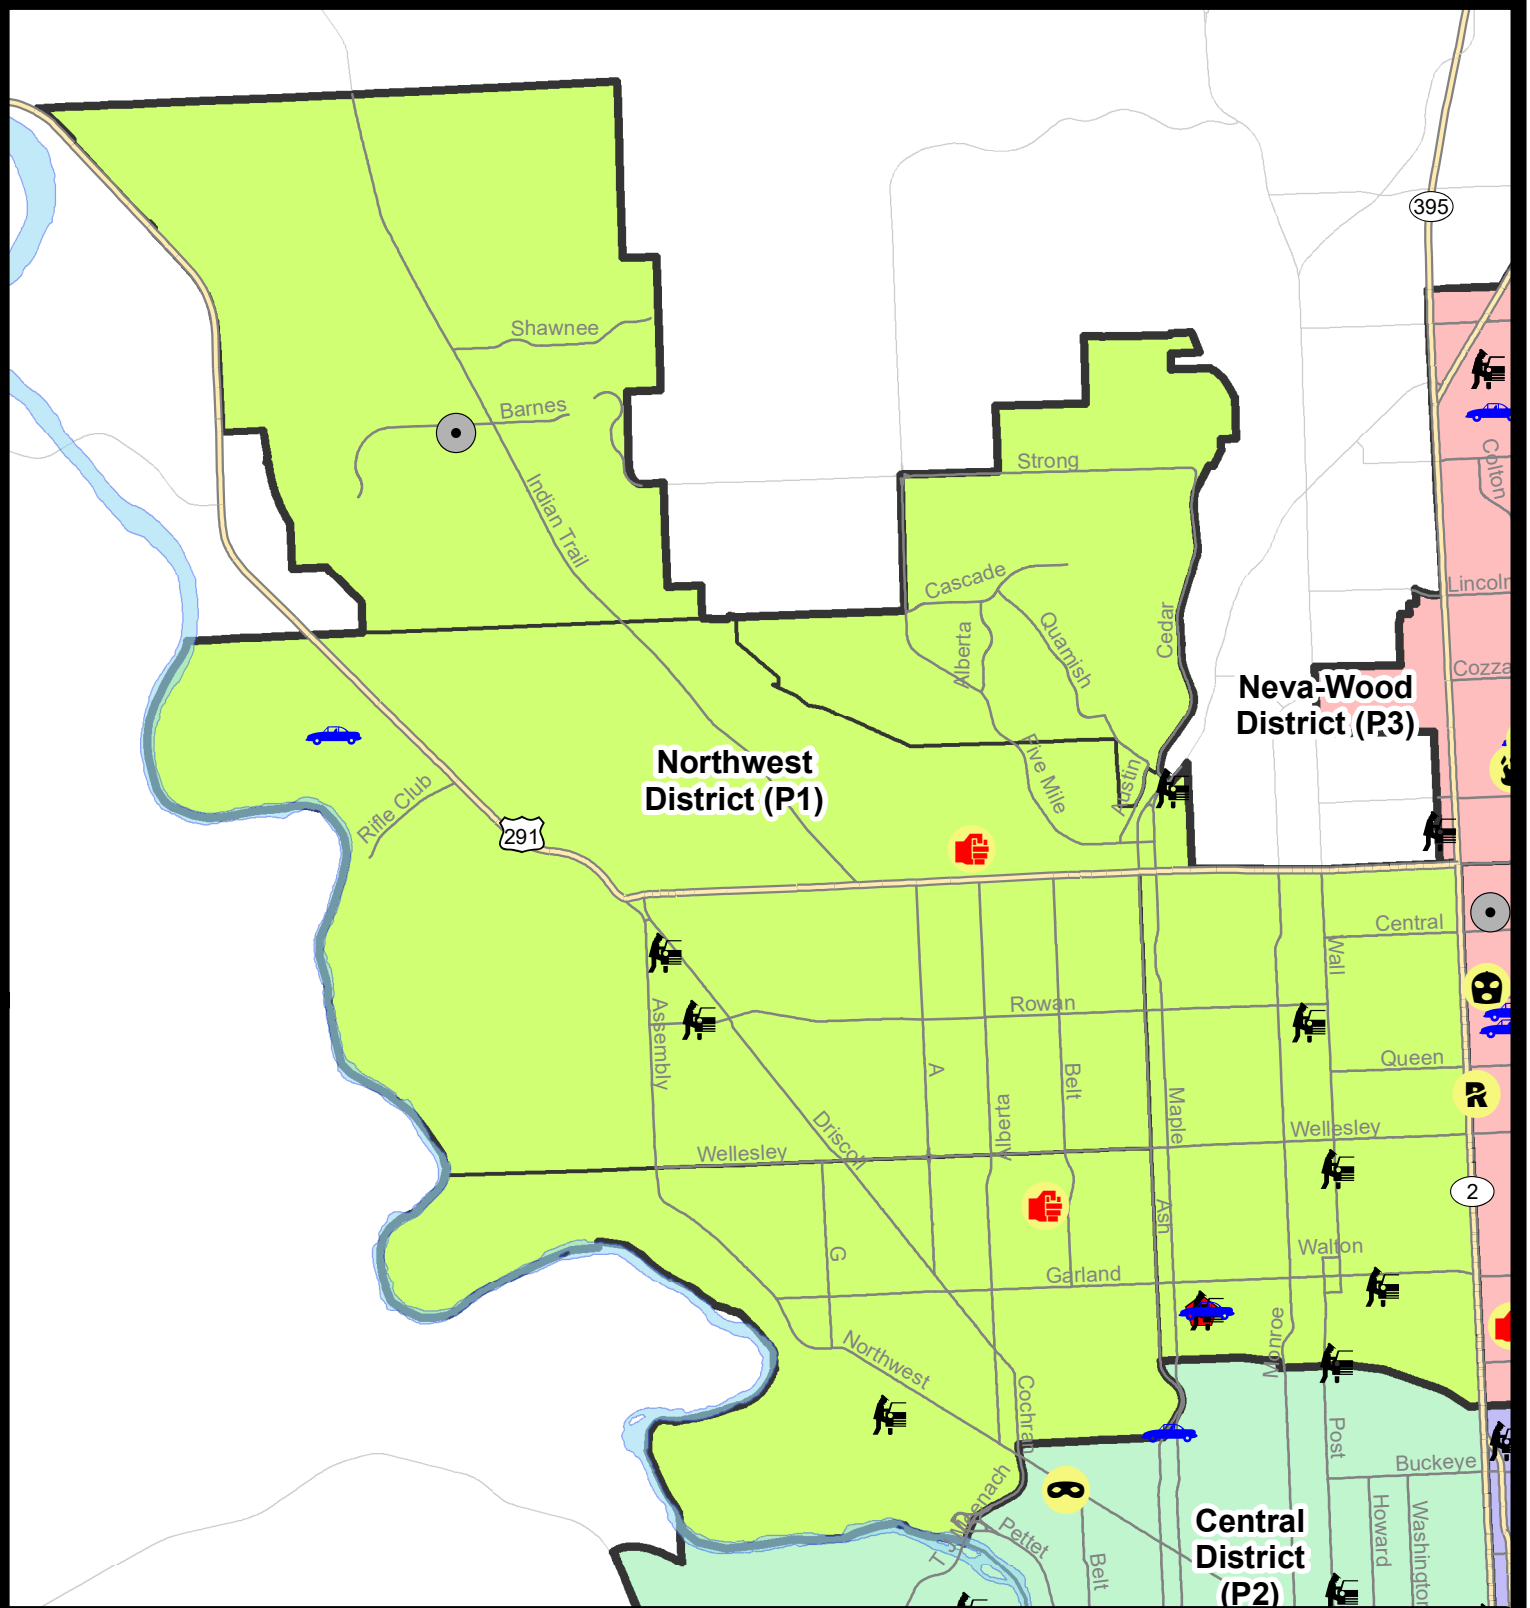 395
Shawnee
Barnes
Indian Trail
Strong
Colton
Cascade
Alberta
Quamish
Cedar
Lincoln
Cozza
Neva-Wood
District (P3)
Northwest
District (P1)
Five Mile
Austin
Rifle Club
291
Central
Wall
Rowan
Assembly
A
Belt
Queen
Alberta
Maple
Driscoll
Wellesley
Wellesley
2
Ash
G
Walton
Garland
Monroe
Northwest
Cochran
Post
Buckeye
Meenach
T
Pettet
Belt
Howard
Washington
Central
District
(P2)
R